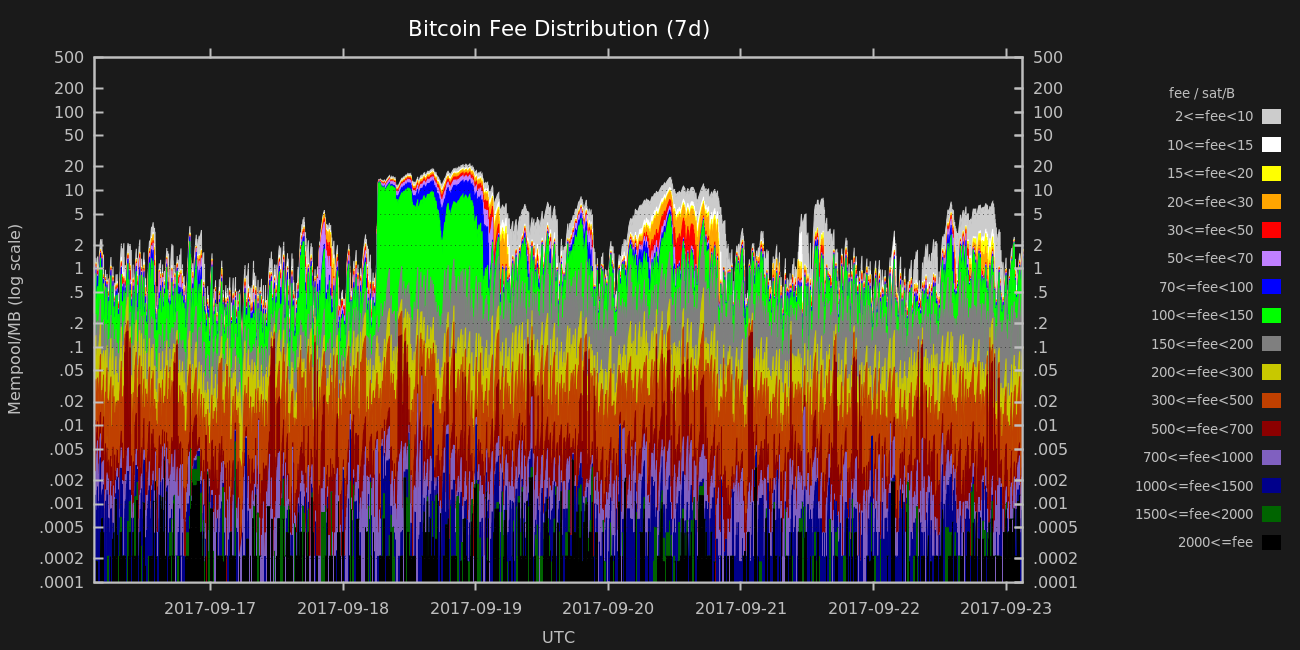 Bitcoin Fee Distribution (7d)
Mempool/MB (log scale)
500
200
100
50
20
10
5
2
1
.5
.2
.1
.05
.02
.01
.005
.002
.001
.0005
.0002
.0001
500
200
100
50
20
10
5
2
1
.5
.2
.1
.05
.02
.01
.005
.002
.001
.0005
.0002
.0001
2017-09-17 2017-09-18 2017-09-19 2017-09-20 2017-09-21 2017-09-22 2017-09-23
UTC
fee / sat/B
2<=fee<10
10<=fee<15
15<=fee<20
20<=fee<30
30<=fee<50
50<=fee<70
70<=fee<100
100<=fee<150
150<=fee<200
200<=fee<300
300<=fee<500
500<=fee<700
700<=fee<1000
1000<=fee<1500
1500<=fee<2000
2000<=fee